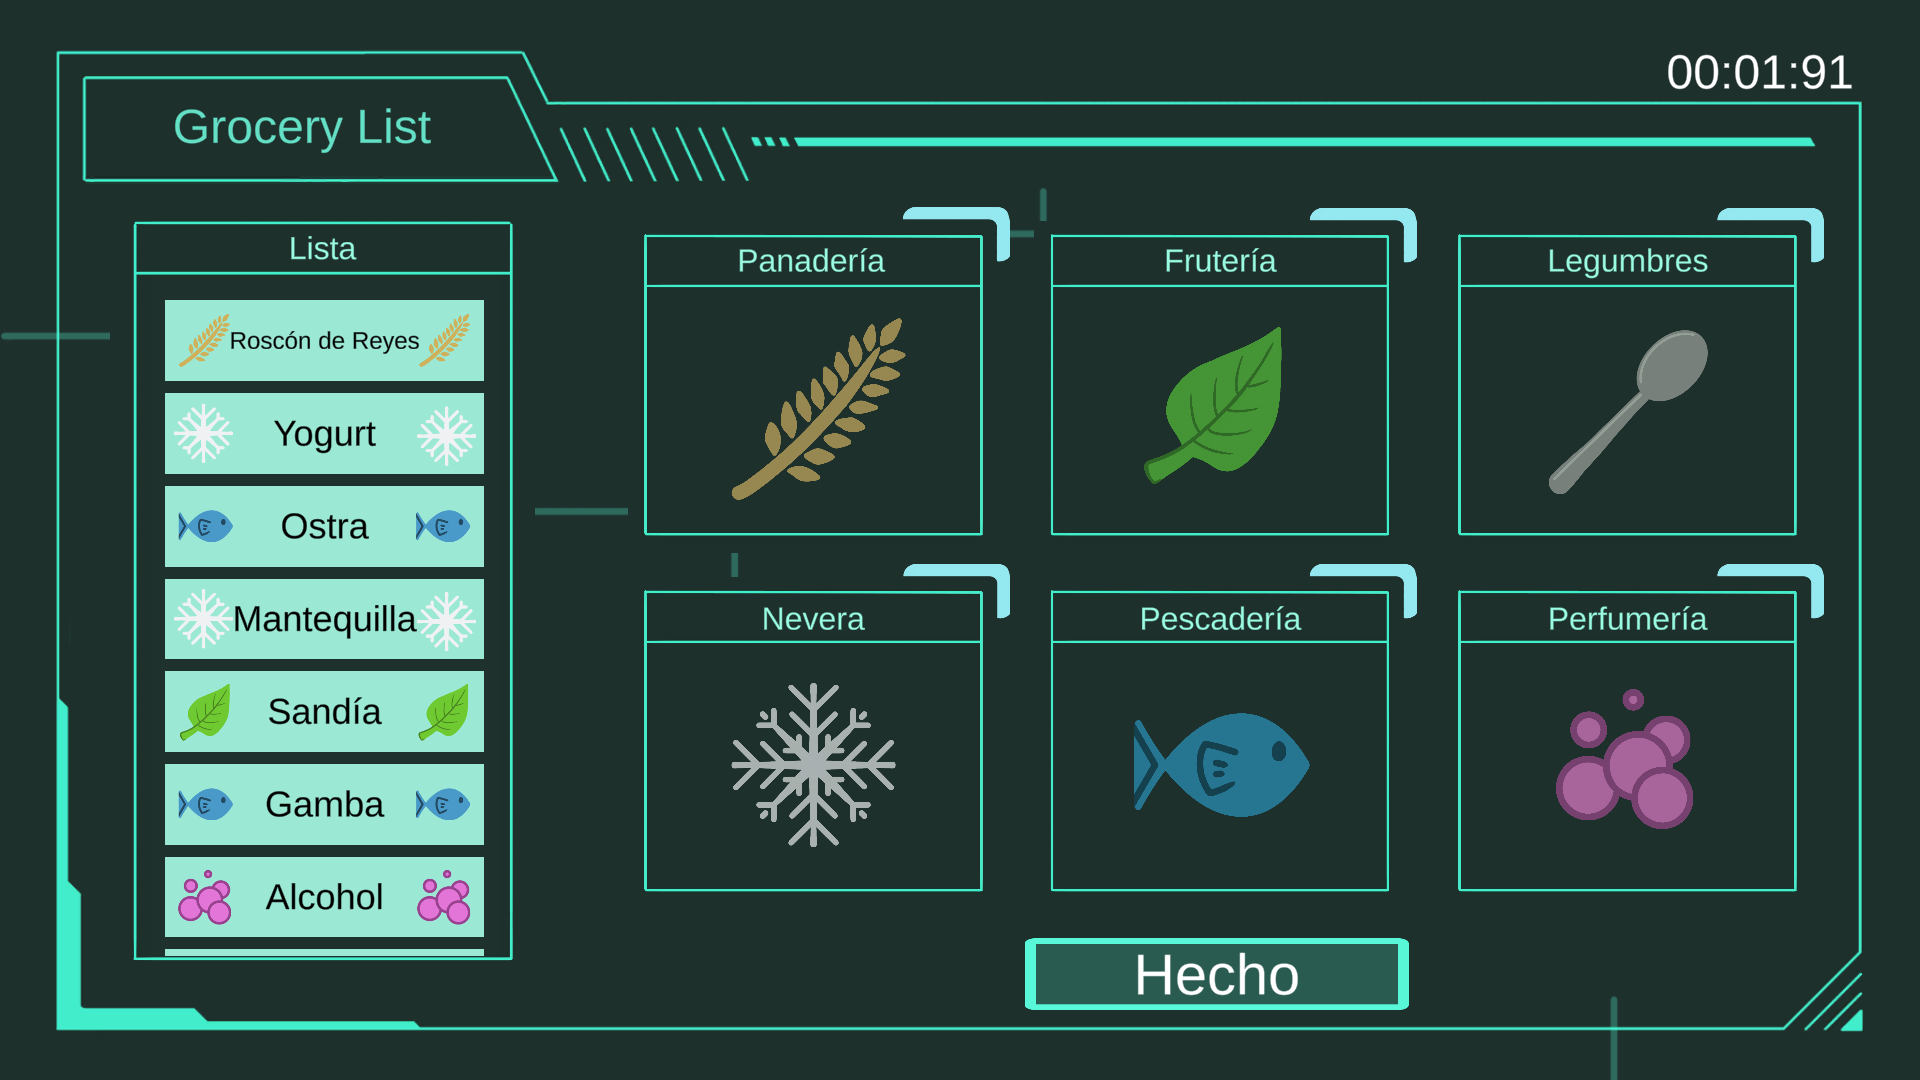 00:01:91
Grocery List
Lista
Roscón de Reyes
Yogurt
Ostra
Mantequilla
Sandía
Gamba
Alcohol
Panadería
Frutería
Legumbres
Nevera
Pescadería
Perfumería
Hecho